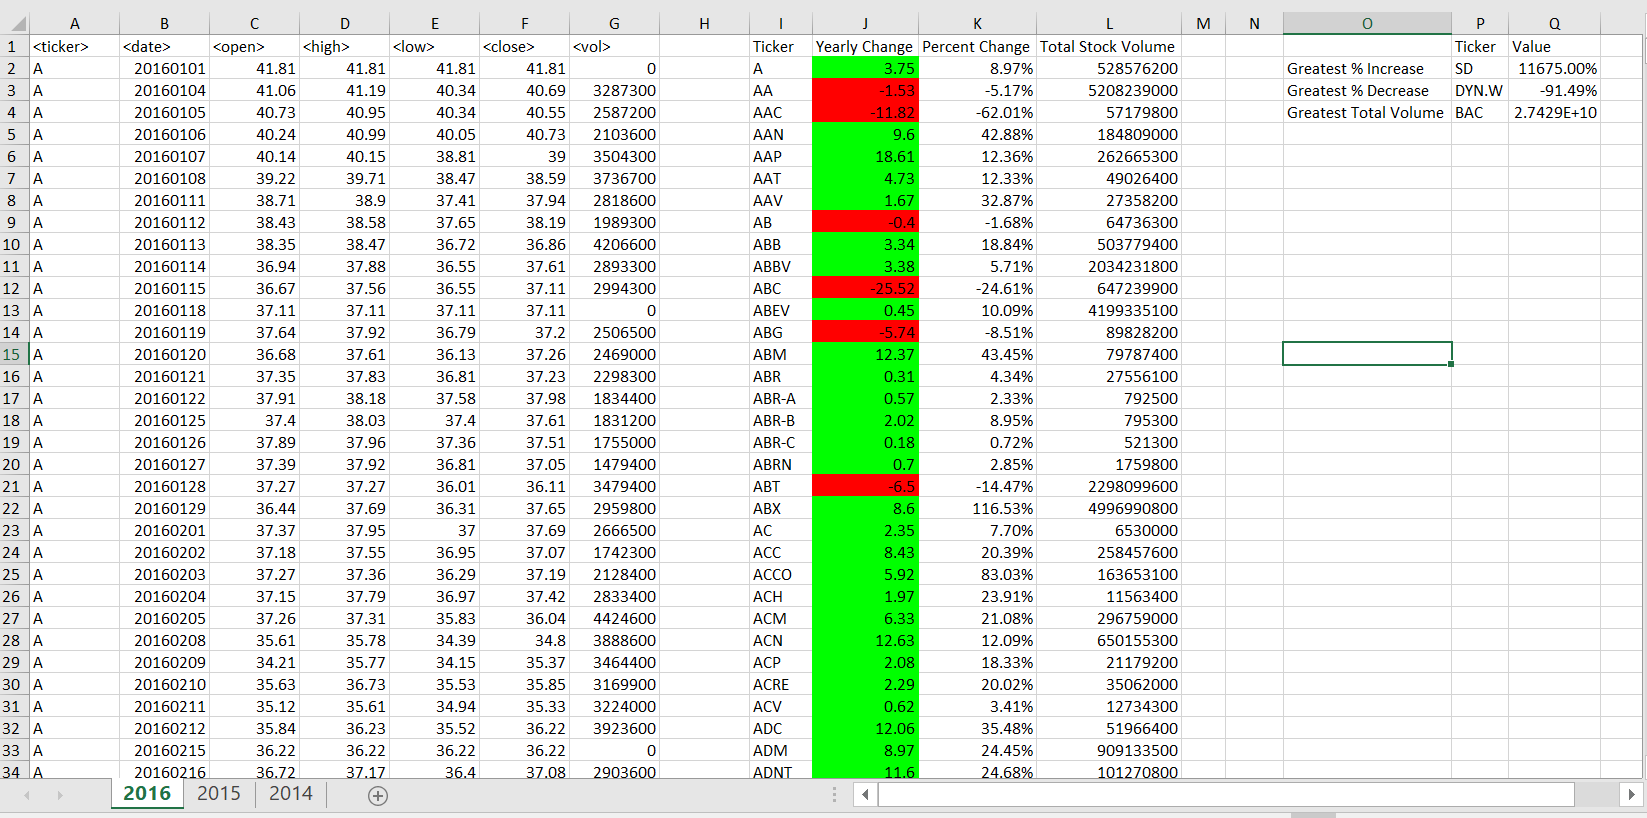 A B C D E F G H I J K L M N O P Q
1 <ticker> <date> <open> <high> <low> <close> <vol> Ticker Yearly Change Percent Change Total Stock Volume Ticker Value
2 A 20160101 41.81 41.81 41.81 41.81 0 A 3.75 8.97% 528576200 Greatest % Increase SD 11675.00%
3 A 20160104 41.06 41.19 40.34 40.69 3287300 AA -1.53 -5.17% 5208239000 Greatest % Decrease DYN.W -91.49%
4 A 20160105 40.73 40.95 40.34 40.55 2587200 AAC -11.82 -62.01% 57179800 Greatest Total Volume BAC 2.7429E+10
5 A 20160106 40.24 40.99 40.05 40.73 2103600 AAN 9.6 42.88% 184809000
6 A 20160107 40.14 40.15 38.81 39 3504300 AAP 18.61 12.36% 262665300
7 A 20160108 39.22 39.71 38.47 38.59 3736700 AAT 4.73 12.33% 49026400
8 A 20160111 38.71 38.9 37.41 37.94 2818600 AAV 1.67 32.87% 27358200
9 A 20160112 38.43 38.58 37.65 38.19 1989300 AB -0.4 -1.68% 64736300
10 A 20160113 38.35 38.47 36.72 36.86 4206600 ABB 3.34 18.84% 503779400
11 A 20160114 36.94 37.88 36.55 37.61 2893300 ABBV 3.38 5.71% 2034231800
12 A 20160115 36.67 37.56 36.55 37.11 2994300 ABC -25.52 -24.61% 647239900
13 A 20160118 37.11 37.11 37.11 37.11 0 ABEV 0.45 10.09% 4199335100
14 A 20160119 37.64 37.92 36.79 37.2 2506500 ABG -5.74 -8.51% 89828200
15 A 20160120 36.68 37.61 36.13 37.26 2469000 ABM 12.37 43.45% 79787400
16 A 20160121 37.35 37.83 36.81 37.23 2298300 ABR 0.31 4.34% 27556100
17 A 20160122 37.91 38.18 37.58 37.98 1834400 ABR-A 0.57 2.33% 792500
18 A 20160125 37.4 38.03 37.4 37.61 1831200 ABR-B 2.02 8.95% 795300
19 A 20160126 37.89 37.96 37.36 37.51 1755000 ABR-C 0.18 0.72% 521300
20 A 20160127 37.39 37.92 36.81 37.05 1479400 ABRN 0.7 2.85% 1759800
21 A 20160128 37.27 37.27 36.01 36.11 3479400 ABT -6.5 -14.47% 2298099600
22 A 20160129 36.44 37.69 36.31 37.65 2959800 ABX 8.6 116.53% 4996990800
23 A 20160201 37.37 37.95 37 37.69 2666500 AC 2.35 7.70% 6530000
24 A 20160202 37.18 37.55 36.95 37.07 1742300 ACC 8.43 20.39% 258457600
25 A 20160203 37.27 37.36 36.29 37.19 2128400 ACCO 5.92 83.03% 163653100
26 A 20160204 37.15 37.79 36.97 37.42 2833400 ACH 1.97 23.91% 11563400
27 A 20160205 37.26 37.31 35.83 36.04 4424600 ACM 6.33 21.08% 296759000
28 A 20160208 35.61 35.78 34.39 34.8 3888600 ACN 12.63 12.09% 650155300
29 A 20160209 34.21 35.77 34.15 35.37 3464400 ACP 2.08 18.33% 21179200
30 A 20160210 35.63 36.73 35.53 35.85 3169900 ACRE 2.29 20.02% 35062000
31 A 20160211 35.12 35.61 34.94 35.33 3224000 ACV 0.62 3.41% 12734300
32 A 20160212 35.84 36.23 35.52 36.22 3923600 ADC 12.06 35.48% 51966400
33 A 20160215 36.22 36.22 36.22 36.22 0 ADM 8.97 24.45% 909133500
34 A 20160216 36.72 37.17 36.4 37.08 2903600 ADNT 11.6 24.68% 101270800
2016 2015 2014